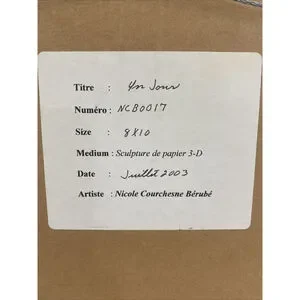 Titre : Un Jour
Numéro : NCB0017
Size : 8X10
Medium : Sculpture de papier 3-D
Date : Juillet 2003
Artiste : Nicole Courchesne Bérubé